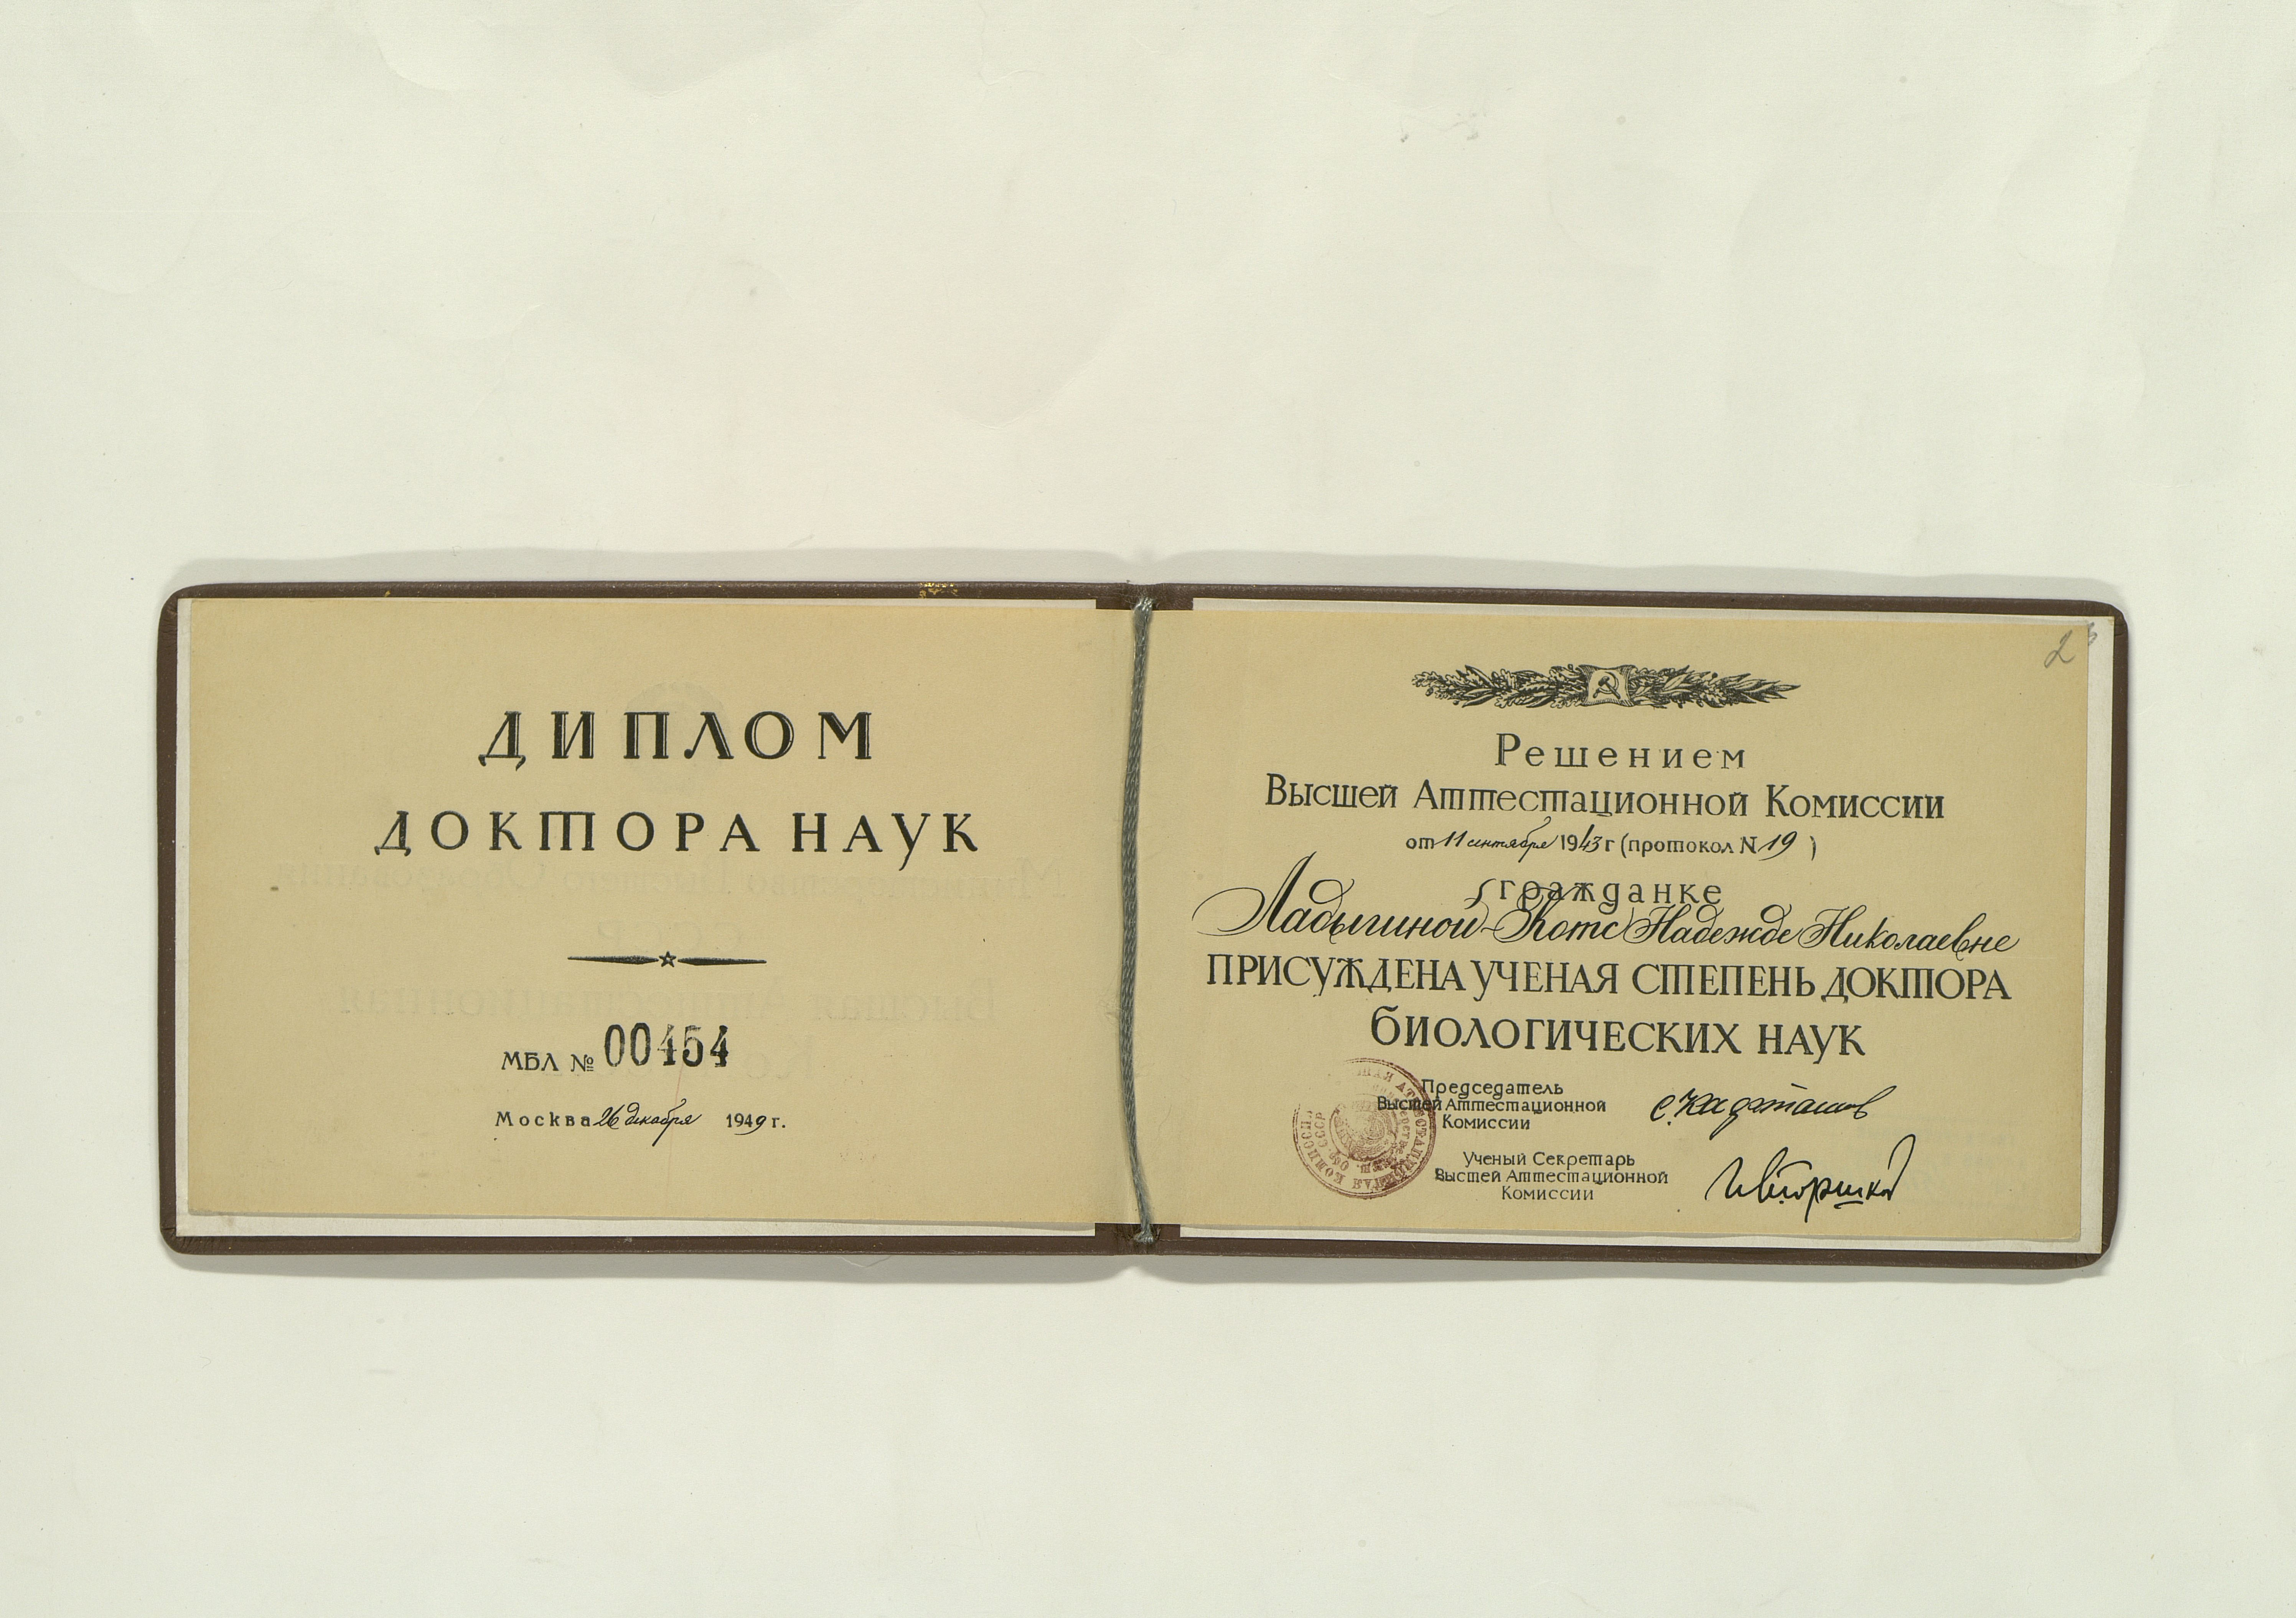 ДИПЛОМ
ДОКТОРА НАУК
МБЛ № 00454
Москва 26 декабря 1949 г.
2
Решением
Высшей Аттестационной Комиссии
от 11 сентября 1943 г (протокол N 19 )
гражданке
Ладыгиной-Котс Надежде Николаевне
ПРИСУЖДЕНА УЧЕНАЯ СТЕПЕНЬ ДОКТОРА
БИОЛОГИЧЕСКИХ НАУК
Председатель
Высшей Аттестационной
Комиссии
С. Кафтанов
Ученый Секретарь
Высшей Аттестационной
Комиссии